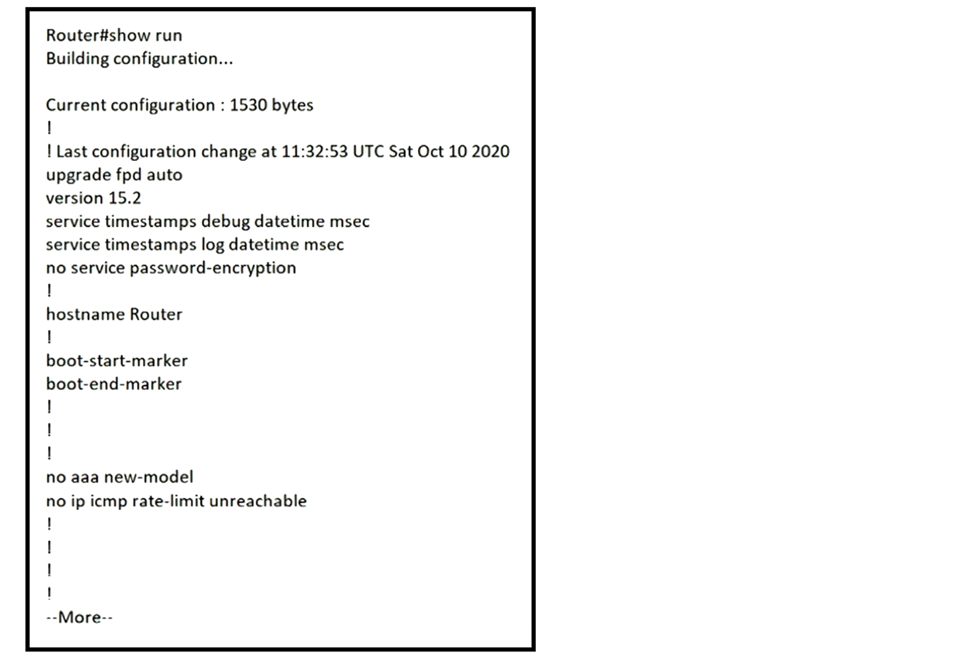 Router#show run
Building configuration...
Current configuration : 1530 bytes
!
! Last configuration change at 11:32:53 UTC Sat Oct 10 2020
upgrade fpd auto
version 15.2
service timestamps debug datetime msec
service timestamps log datetime msec
no service password-encryption
!
hostname Router
!
boot-start-marker
boot-end-marker
!
!
!
no aaa new-model
no ip icmp rate-limit unreachable
!
!
!
!
--More--